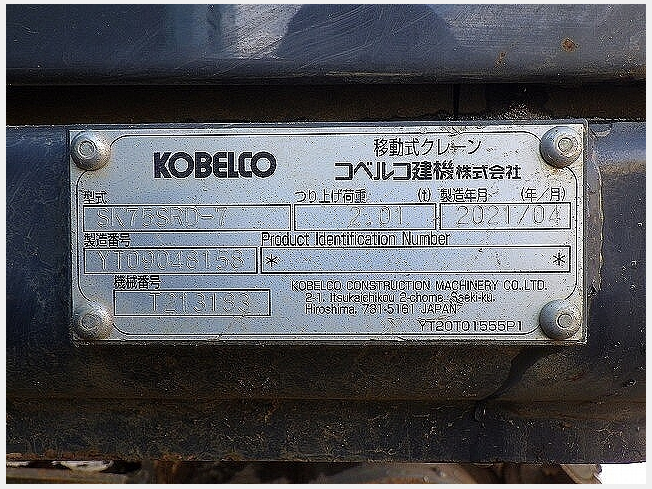 KOBELCO
移動式クレーン
コベルコ建機株式会社
型式 つり上げ荷重 (t) 製造年月 (年/月)
SK75SRD-7 2.01 2021/04
製造番号 Product Identification Number
YT09048158 * *
機械番号
T213193
KOBELCO CONSTRUCTION MACHINERY CO.,LTD.
2-1, Itsukaichikou 2-chome, Saeki-ku,
Hiroshima, 731-5161 JAPAN
YT20T01555P1